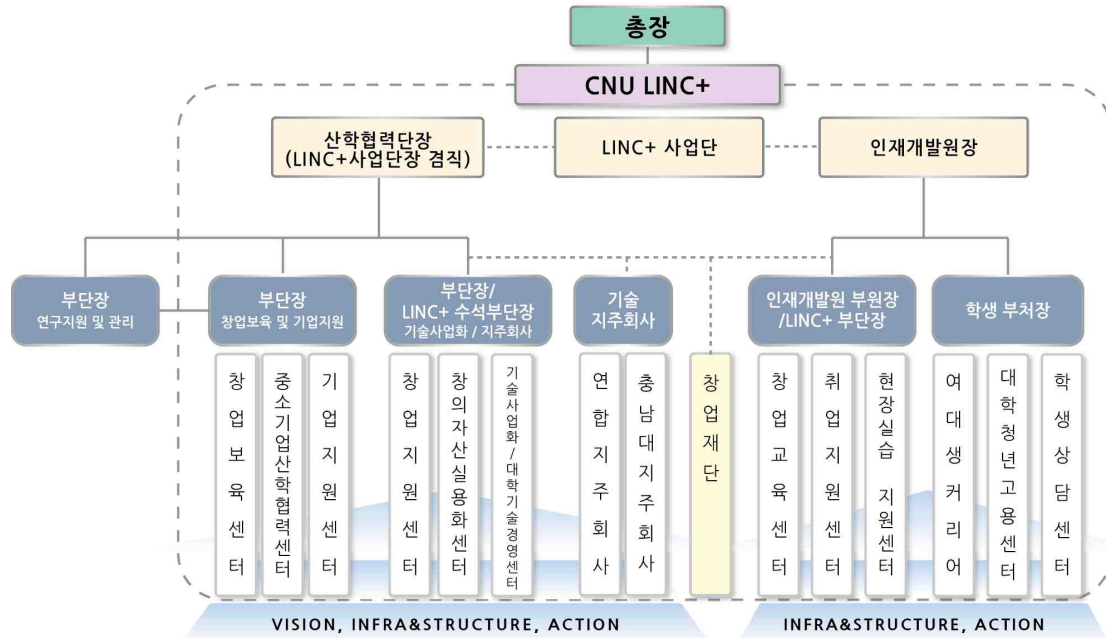 총장
CNU LINC+
산학협력단장
(LINC+사업단장 겸직)
LINC+ 사업단
인재개발원장
부단장
연구지원 및 관리
부단장
창업보육 및 기업지원
부단장/
LINC+ 수석부단장
기술사업화 / 지주회사
기술
지주회사
인재개발원 부원장
/LINC+ 부단장
학생 부처장
창업보육센터
중소기업산학협력센터
기업지원센터
창업지원센터
창의자산실용화센터
기술사업화/대학기술경영센터
연합지주회사
충남대지주회사
창업재단
창업교육센터
취업지원센터
현장실습 지원센터
여대생커리어
대학청년고용센터
학생상담센터
VISION, INFRA&STRUCTURE, ACTION
INFRA&STRUCTURE, ACTION